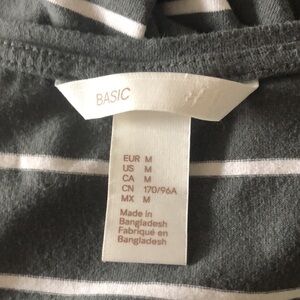 BASIC
EUR M
US M
CA M
CN 170/96A
MX M
Made in
Bangladesh
Fabriqué en
Bangladesh